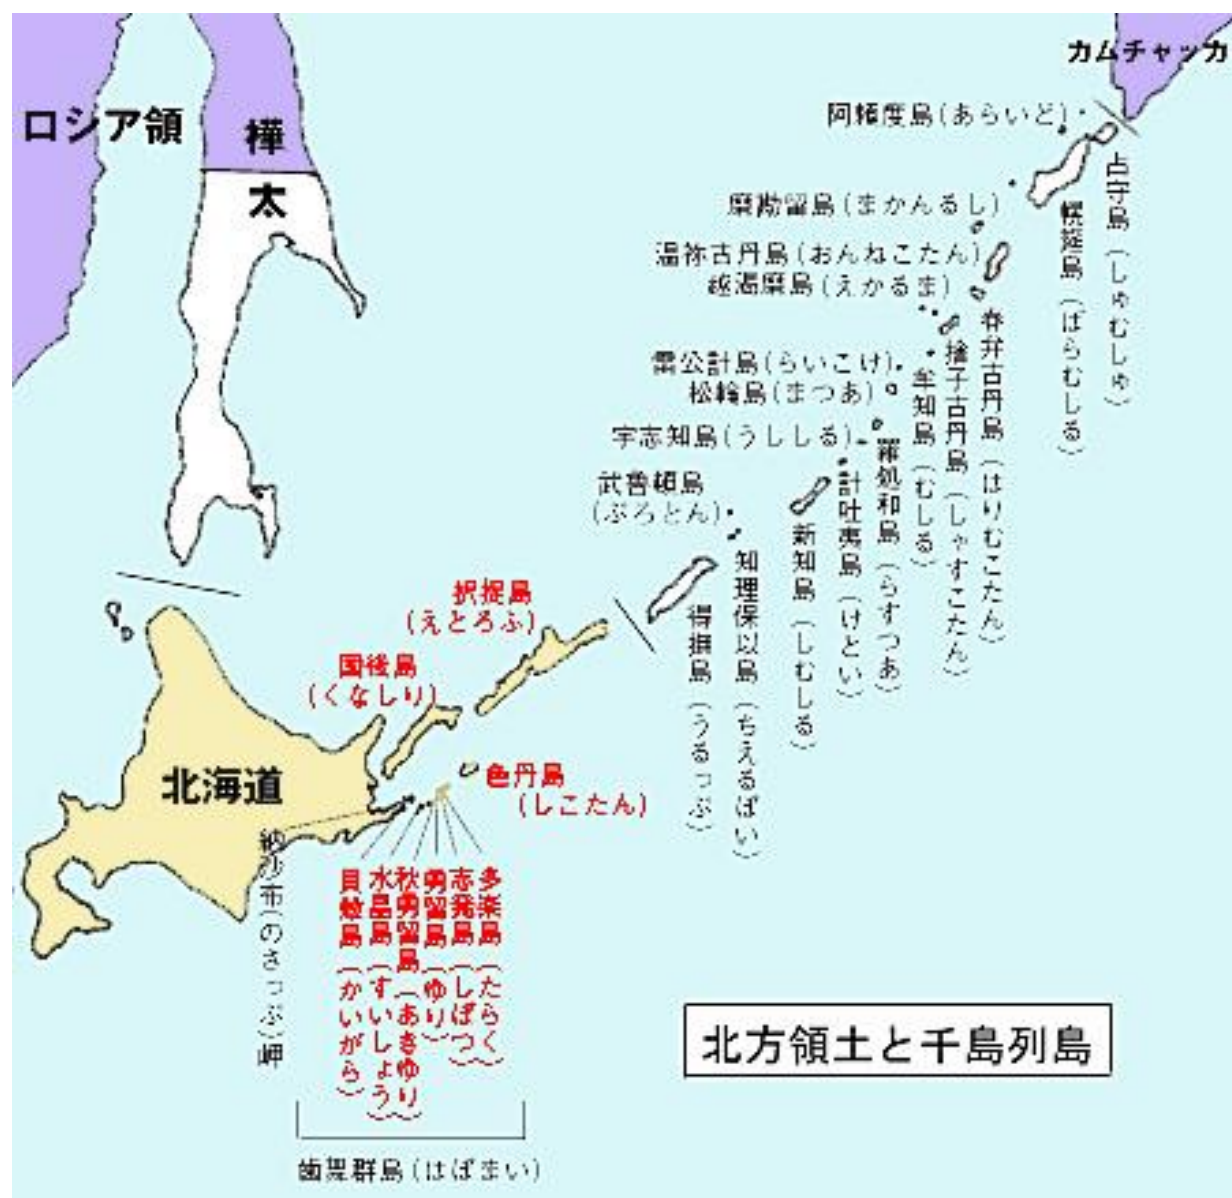 カムチャッカ
ロシア領
樺
太
阿頼度島(あらいど)
占守島(しゅむしゅ)
幌筵島(ぱらむしる)
磨勘留島(まかんるし)
温祢古丹島(おんねこたん)
越渇磨島(えかるま)
春牟古丹島(はりむこたん)
捨子古丹島(しゃすこたん)
牟知島(むしる)
雷公計島(らいこけ)
松輪島(まつあ)
羅処和島(らすつあ)
宇志知島(うししる)
計吐夷島(けとい)
新知島(しむしる)
武魯頓島
(ぶろとん)
知理保以島(ちえるぽい)
得撫島(うるっぷ)
択捉島
(えとろふ)
国後島
(くなしり)
色丹島
(しこたん)
北海道
納沙布(のさっぷ)岬
貝殻島(かいがら)
水晶島(すいしょう)
秋勇留島(あきゆり)
勇留島(ゆり)
志発島(しぼつ)
多楽島(たらく)
歯舞群島(はぼまい)
北方領土と千島列島